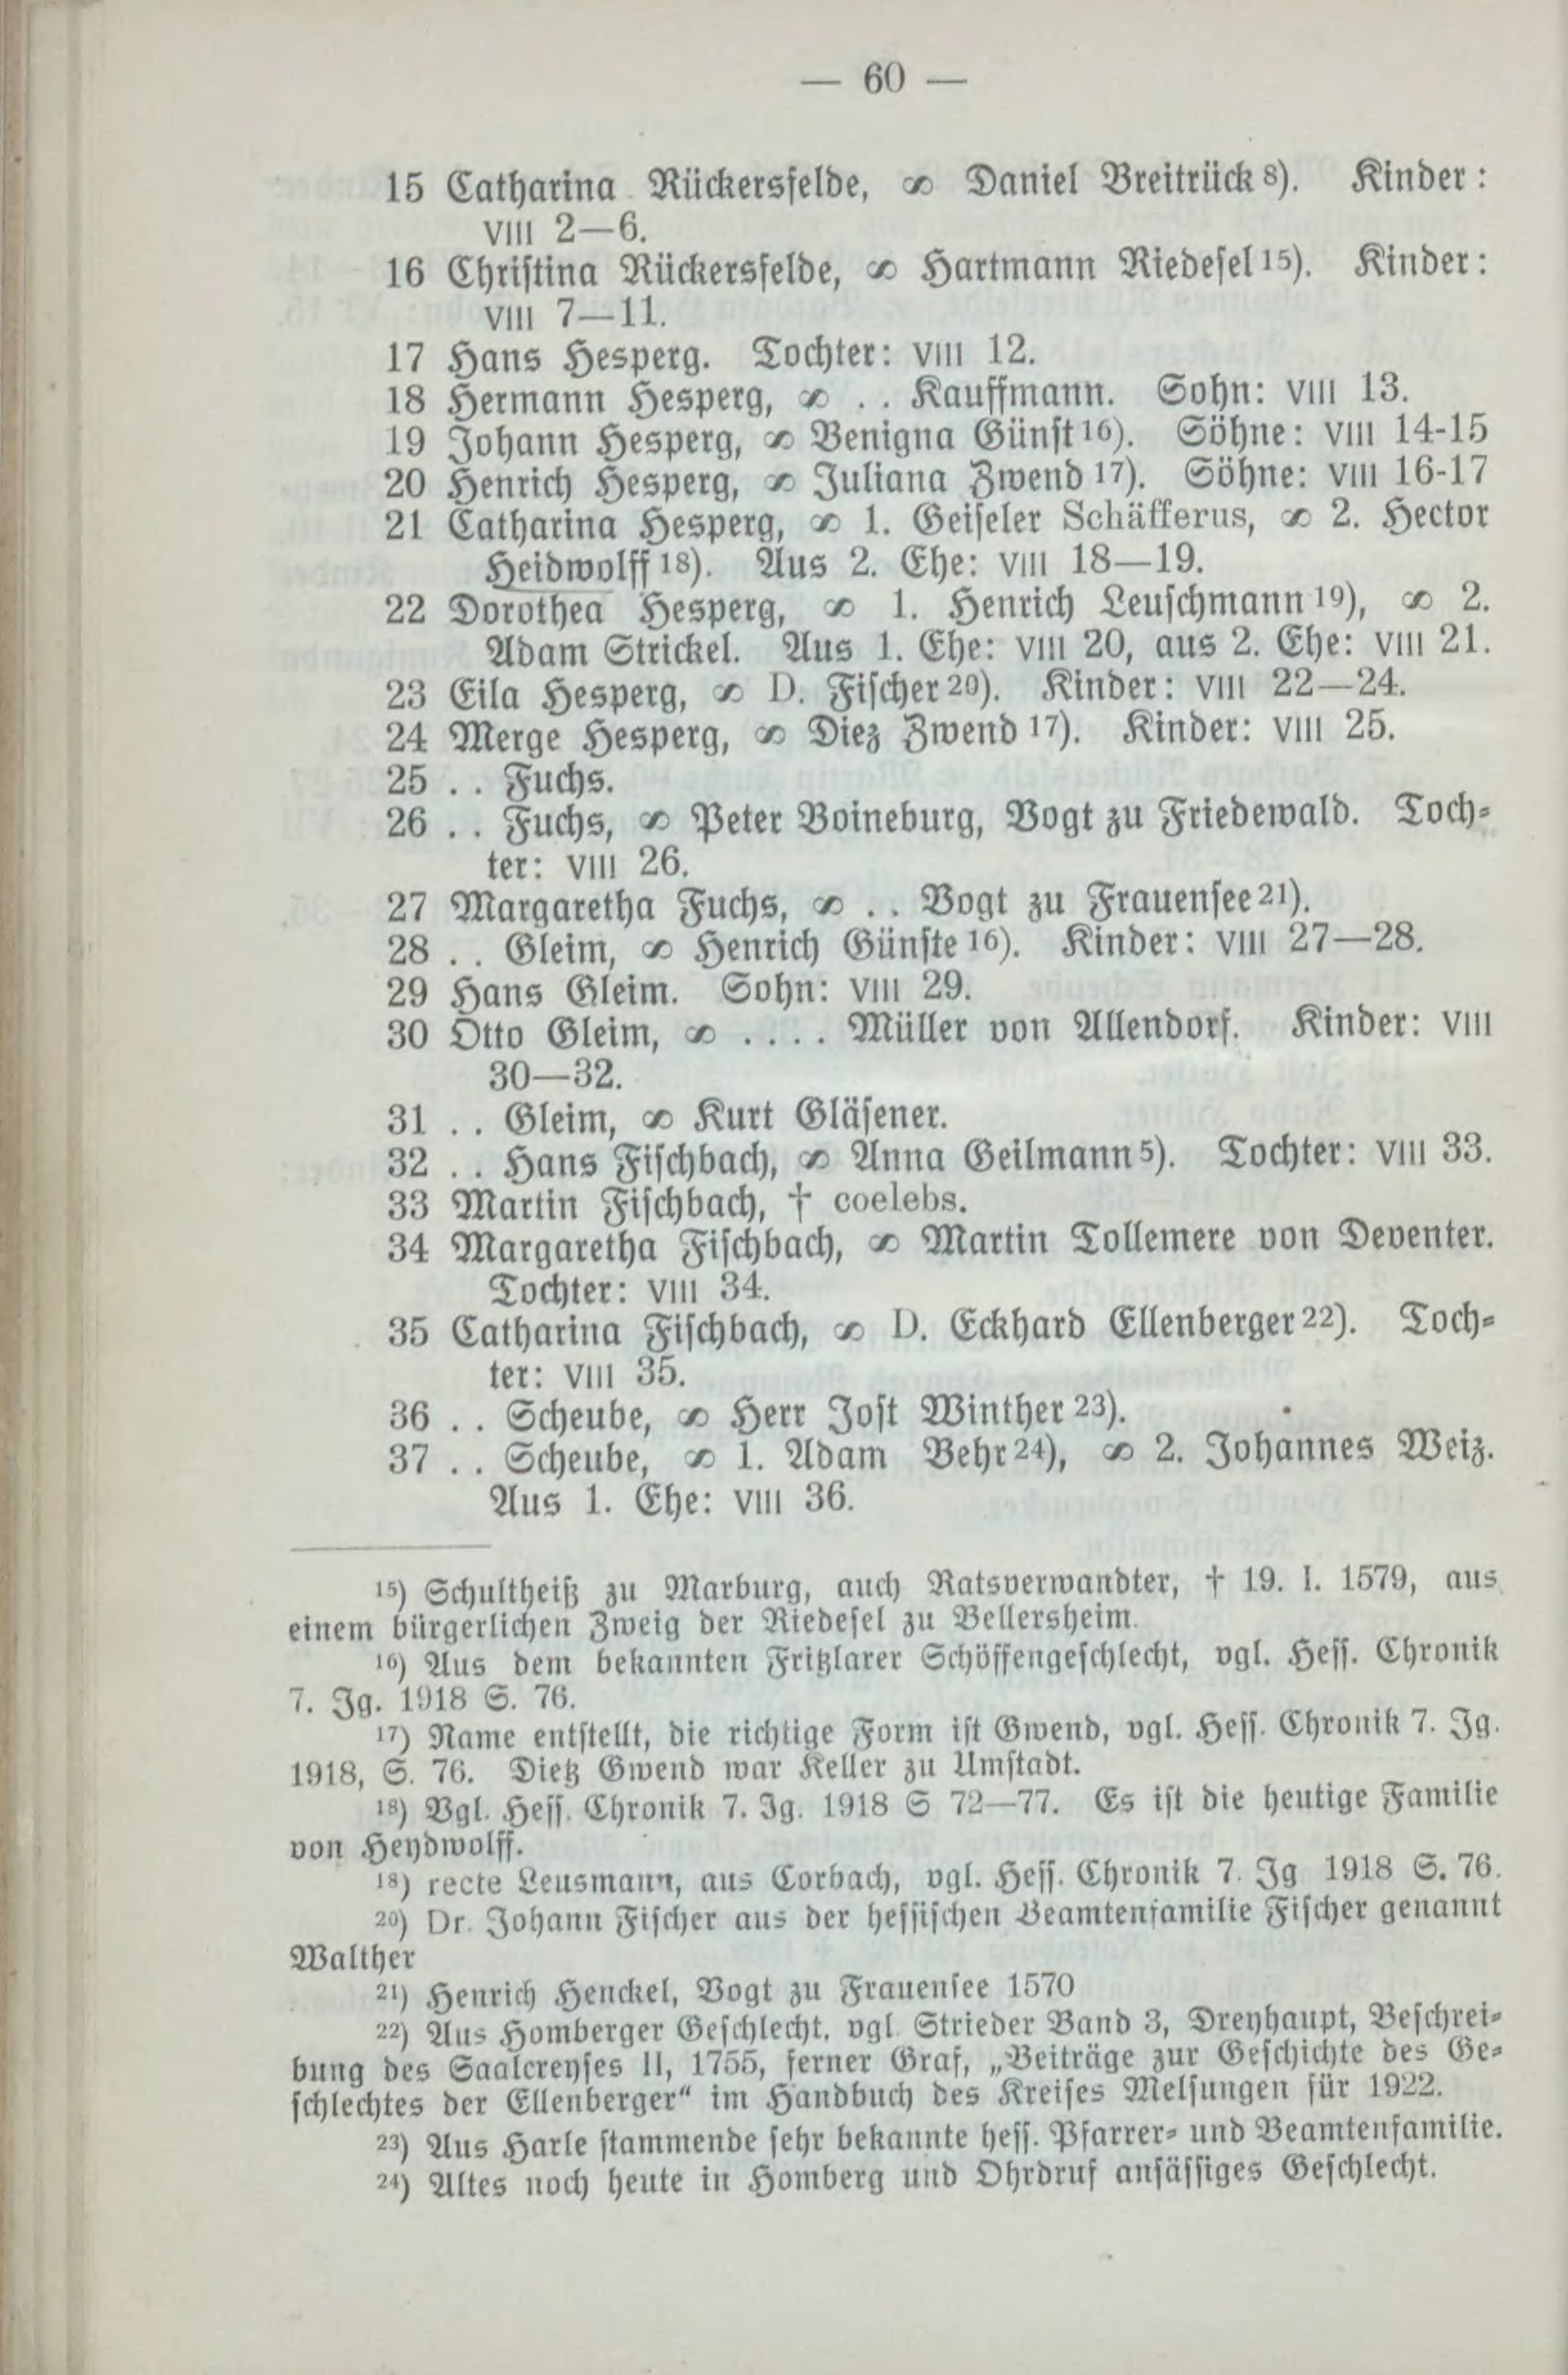 — 60 —
15 Catharina Rückersfelde, ∞ Daniel Breitrück 8). Kinder:
VIII 2—6.
16 Christina Rückersfelde, ∞ Hartmann Riedesel 15). Kinder:
VIII 7—11.
17 Hans Hesperg. Tochter: VIII 12.
18 Hermann Hesperg, ∞ . . Kauffmann. Sohn: VIII 13.
19 Johann Hesperg, ∞ Benigna Günst 16). Söhne: VIII 14-15
20 Henrich Hesperg, ∞ Juliana Zwend 17). Söhne: VIII 16-17
21 Catharina Hesperg, ∞ 1. Geiseler Schäfferus, ∞ 2. Hector
Heidwolff 18). Aus 2. Ehe: VIII 18—19.
22 Dorothea Hesperg, ∞ 1. Henrich Leuschmann 19), ∞ 2.
Adam Strickel. Aus 1. Ehe: VIII 20, aus 2. Ehe: VIII 21.
23 Eila Hesperg, ∞ D. Fischer 20). Kinder: VIII 22—24.
24 Merge Hesperg, ∞ Diez Zwend 17). Kinder: VIII 25.
25 . . Fuchs.
26 . . Fuchs, ∞ Peter Boineburg, Vogt zu Friedewald. Toch-
ter: VIII 26.
27 Margaretha Fuchs, ∞ . . Vogt zu Frauensee 21).
28 . . Gleim, ∞ Henrich Günste 16). Kinder: VIII 27—28.
29 Hans Gleim. Sohn: VIII 29.
30 Otto Gleim, ∞ . . . . Müller von Allendorf. Kinder: VIII
30—32.
31 . . Gleim, ∞ Kurt Gläsener.
32 . . Hans Fischbach, ∞ Anna Geilmann 5). Tochter: VIII 33.
33 Martin Fischbach, † coelebs.
34 Margaretha Fischbach, ∞ Martin Tollemere von Deventer.
Tochter: VIII 34.
35 Catharina Fischbach, ∞ D. Eckhard Ellenberger 22). Toch-
ter: VIII 35.
36 . . Scheube, ∞ Herr Jost Winther 23).
37 . . Scheube, ∞ 1. Adam Behr 24), ∞ 2. Johannes Weiz.
Aus 1. Ehe: VIII 36.
15) Schultheiß zu Marburg, auch Ratsverwandter, † 19. I. 1579, aus
einem bürgerlichen Zweig der Riedesel zu Bellersheim.
16) Aus dem bekannten Fritzlarer Schöffengeschlecht, vgl. Hess. Chronik
7. Jg. 1918 S. 76.
17) Name entstellt, die richtige Form ist Gwend, vgl. Hess. Chronik 7. Jg.
1918, S. 76. Dietz Gwend war Keller zu Umstadt.
18) Vgl. Hess. Chronik 7. Jg. 1918 S 72—77. Es ist die heutige Familie
von Heydwolff.
18) recte Leusmann, aus Corbach, vgl. Hess. Chronik 7. Jg 1918 S. 76.
20) Dr. Johann Fischer aus der hessischen Beamtenfamilie Fischer genannt
Walther
21) Henrich Henckel, Vogt zu Frauensee 1570
22) Aus Homberger Geschlecht, vgl. Strieder Band 3, Dreyhaupt, Beschrei-
bung des Saalcreyses II, 1755, ferner Graf, „Beiträge zur Geschichte des Ge-
schlechtes der Ellenberger“ im Handbuch des Kreises Melsungen für 1922.
23) Aus Harle stammende sehr bekannte hess. Pfarrer- und Beamtenfamilie.
24) Altes noch heute in Homberg und Ohrdruf ansässiges Geschlecht.